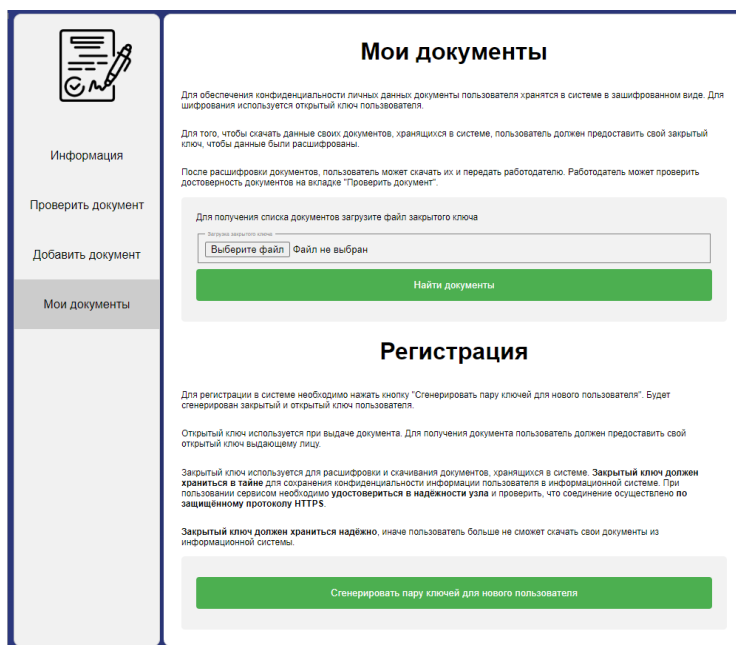 Мои документы
Для обеспечения конфиденциальности личных данных документы пользователя хранятся в системе в зашифрованном виде. Для
шифрования используется открытый ключ пользвователя.
Для того, чтобы скачать данные своих документов, хранящихся в системе, пользователь должен предоставить свой закрытый
ключ, чтобы данные были расшифрованы.
После расшифровки документов, пользователь может скачать их и передать работодателю. Работодатель может проверить
достоверность документов на вкладке "Проверить документ".
Информация
Проверить документ
Добавить документ
Мои документы
Для получения списка документов загрузите файл закрытого ключа
Загрузка закрытого ключа
Выберите файл Файл не выбран
Найти документы
Регистрация
Для регистрации в системе необходимо нажать кнопку "Сгенерировать пару ключей для нового пользователя". Будет
сгенерирован закрытый и открытый ключ пользователя.
Открытый ключ используется при выдаче документа. Для получения документа пользователь должен предоставить свой
открытый ключ выдающему лицу.
Закрытый ключ используется для расшифровки и скачивания документов, хранящихся в системе. Закрытый ключ должен
храниться в тайне для сохранения конфиденциальности информации пользователя в информационной системе. При
пользовании сервисом необходимо удостовериться в надёжности узла и проверить, что соединение осуществлено по
защищённому протоколу HTTPS.
Закрытый ключ должен храниться надёжно, иначе пользователь больше не сможет скачать свои документы из
информационной системы.
Сгенерировать пару ключей для нового пользователя